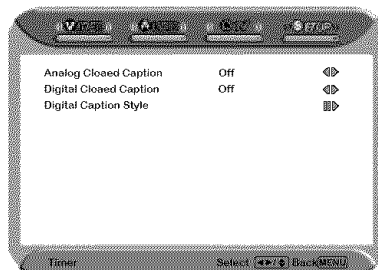 Analog Cloaed Caption Off
Digital Cloaed Caption Off
Digital Caption Style
Timer Select Back MENU